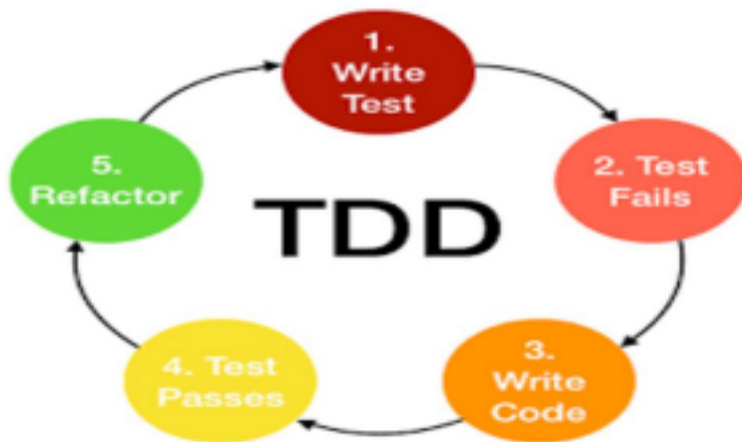 1.
Write
Test
2. Test
Fails
3.
Write
Code
4. Test
Passes
5.
Refactor
TDD